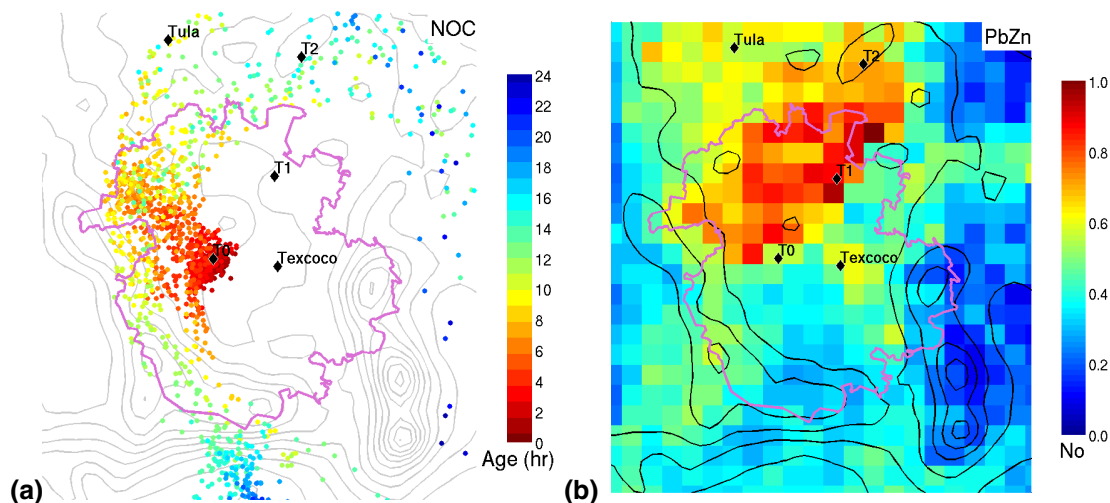 NOC
Tula
T2
T1
T0
Texcoco
24
22
20
18
16
14
12
10
8
6
4
2
0
Age (hr)
(a)
PbZn
Tula
T2
T1
T0
Texcoco
1.0
0.8
0.6
0.4
0.2
0.0
No
(b)